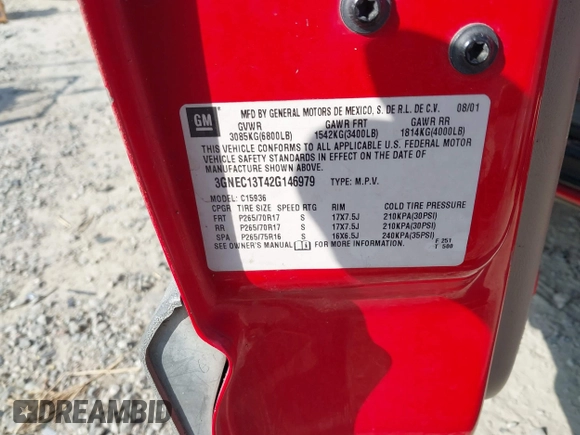 GM
MFD BY GENERAL MOTORS DE MEXICO, S. DE R.L. DE C.V. 08/01
GVWR GAWR FRT GAWR RR
3085KG(6800LB) 1542KG(3400LB) 1814KG(4000LB)
THIS VEHICLE CONFORMS TO ALL APPLICABLE U.S. FEDERAL MOTOR
VEHICLE SAFETY STANDARDS IN EFFECT ON THE DATE OF
MANUFACTURE SHOWN ABOVE.
3GNEC13T42G146979 TYPE: M.P.V.
MODEL: C15936
CPGR TIRE SIZE SPEED RTG RIM COLD TIRE PRESSURE
FRT P265/70R17 S 17X7.5J 210KPA(30PSI)
RR P265/70R17 S 17X7.5J 210KPA(30PSI)
SPA P265/75R16 S 16X6.5J 240KPA(35PSI)
SEE OWNER'S MANUAL FOR MORE INFORMATION. F 251
T 500
DREAMBID